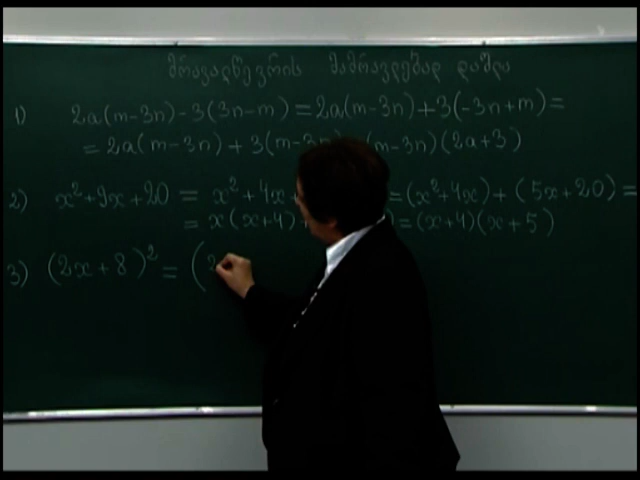 მრავალწევრის მამრავლებად დაშლა
1) 2a(m-3n)-3(3n-m)=2a(m-3n)+3(-3n+m)=
=2a(m-3n)+3(m-3n) (m-3n)(2a+3)
2) x²+9x+20 = x²+4x =(x²+4x)+(5x+20)=
= x(x+4)+ )=(x+4)(x+5)
3) (2x+8)² = (2